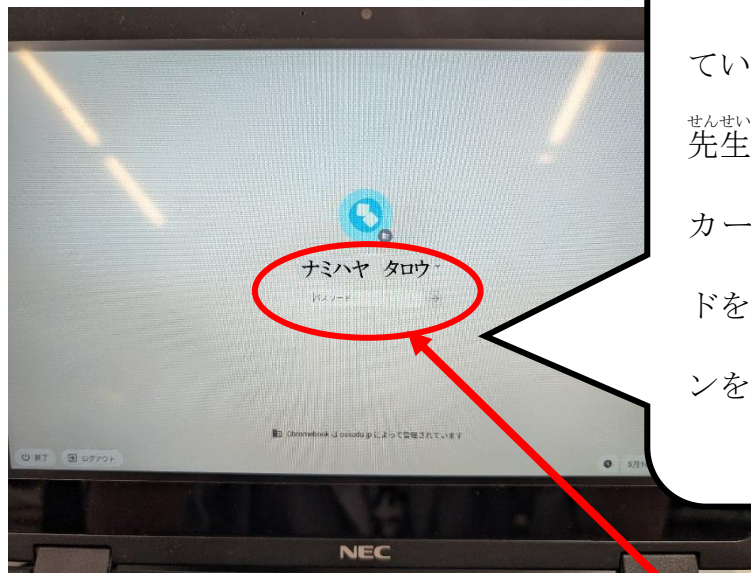 てい
せんせい
先生
カー
ドを
ンを
ナミハヤ タロウ
パスワード
Chromebook は osakaedu.jp によって管理されています
終了 ログアウト
NEC